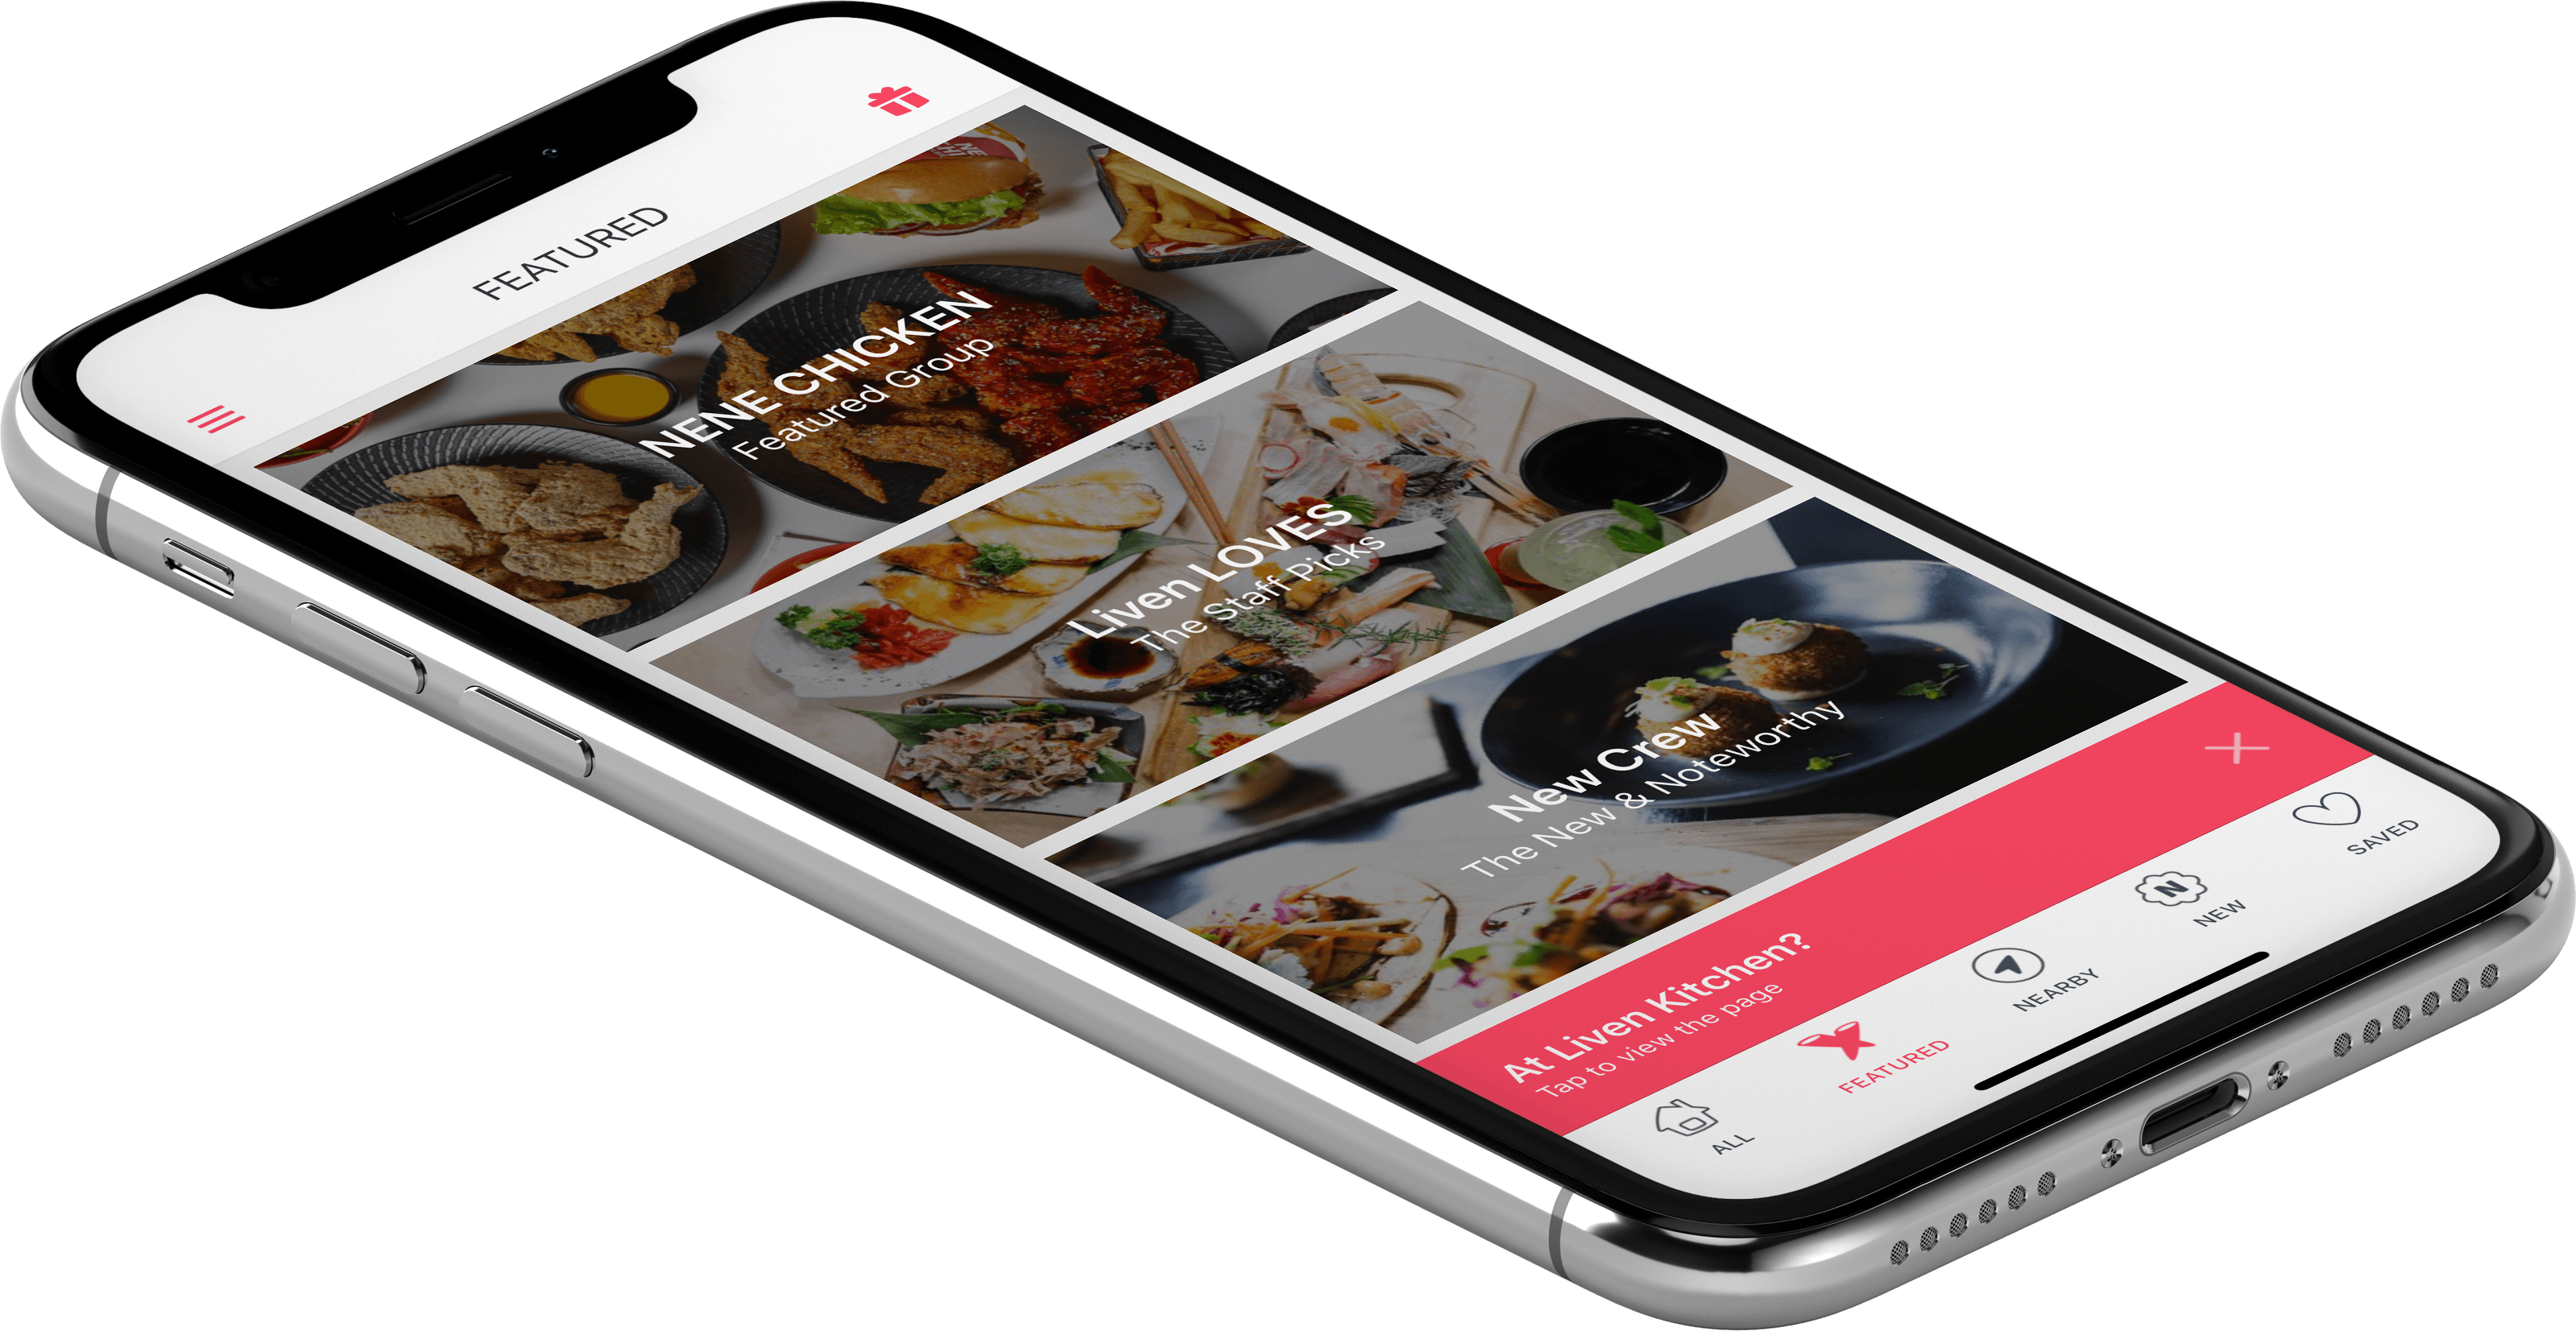 FEATURED
NENE CHICKEN
Featured Group
Liven LOVES
The Staff Picks
New Crew
The New & Noteworthy
At Liven Kitchen?
Tap to view the page
ALL
FEATURED
NEARBY
N
NEW
SAVED